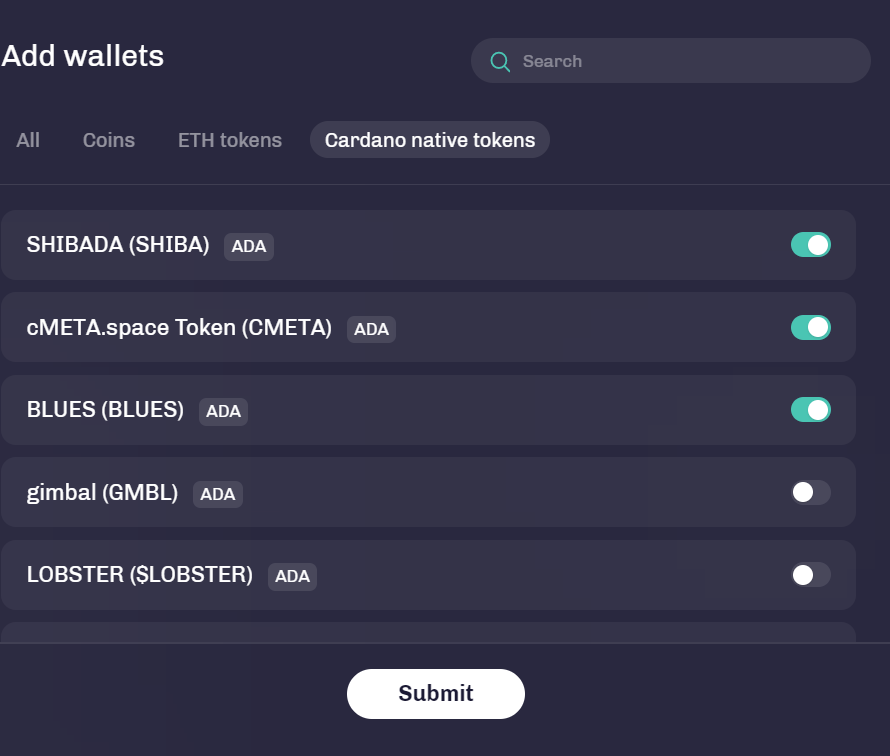 Add wallets
Search
All Coins ETH tokens Cardano native tokens
SHIBADA (SHIBA) ADA
cMETA.space Token (CMETA) ADA
BLUES (BLUES) ADA
gimbal (GMBL) ADA
LOBSTER ($LOBSTER) ADA
Submit